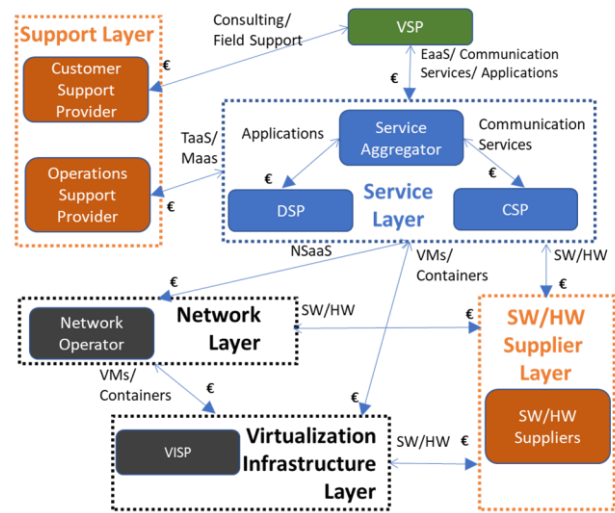 Support Layer
Customer
Support
Provider
Operations
Support
Provider
€
Consulting/
Field Support
VSP
EaaS/ Communication
Services/ Applications
€
TaaS/
Maas
€
Applications
Service
Aggregator
Communication
Services
€
€
DSP
Service
Layer
CSP
NSaaS
€
VMs/
Containers
SW/HW
€
Network
Operator
Network
Layer
SW/HW
€
SW/HW
Supplier
Layer
SW/HW
Suppliers
VMs/
Containers
€
€
VISP
Virtualization
Infrastructure
Layer
SW/HW
€